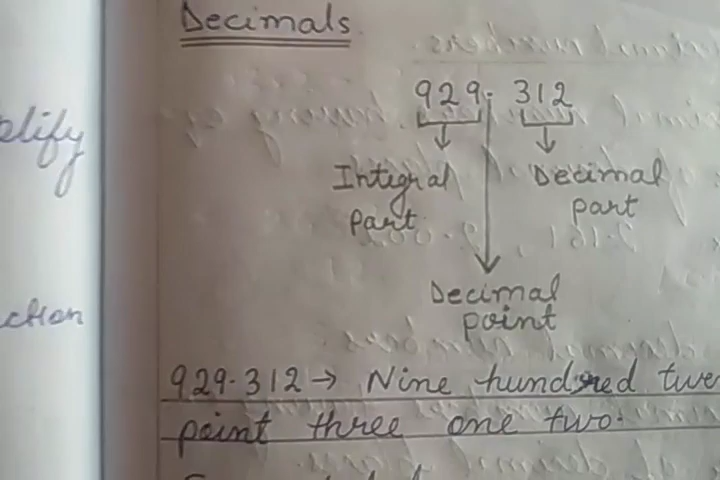 Decimals
929.312
Integral Decimal
part part
Decimal
point
929.312 → Nine hundred twe
point three one two.
plify
ction